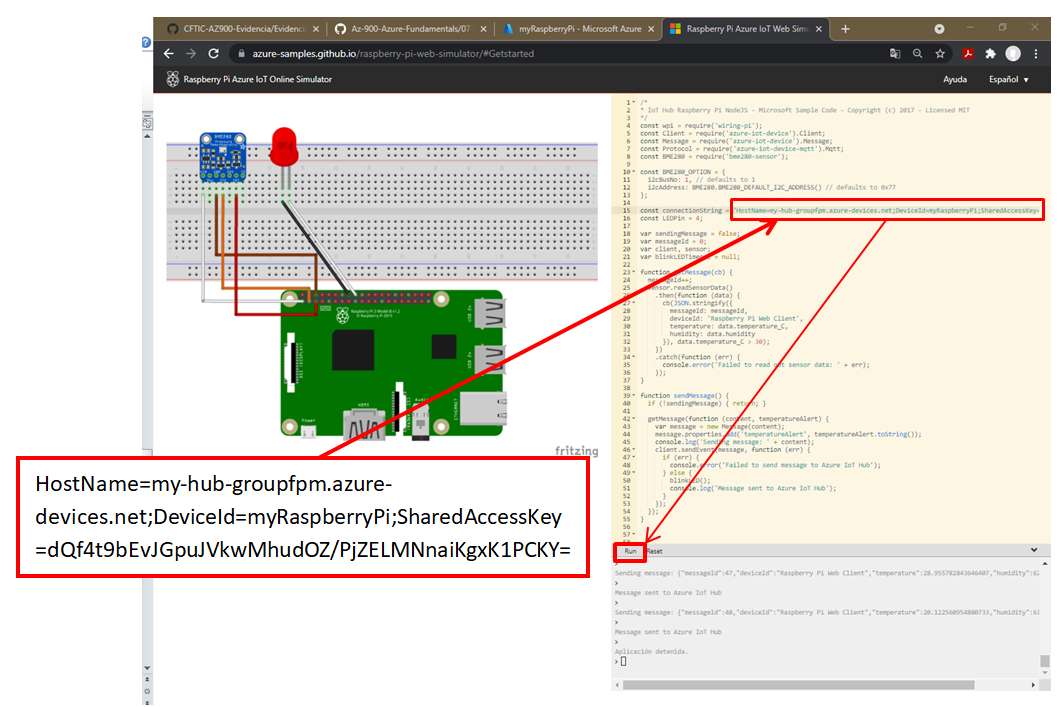 CFTIC-AZ900-Evidencia/Evidenci
Az-900-Azure-Fundamentals/07-
myRaspberryPi - Microsoft Azure
Raspberry Pi Azure IoT Web Simu
azure-samples.github.io/raspberry-pi-web-simulator/#Getstarted
Raspberry Pi Azure IoT Online Simulator
Ayuda
Español
BME280
Raspberry Pi 3 Model B v1.2
© Raspberry Pi 2015
HDMI
Power
ETHERNET
fritzing
HostName=my-hub-groupfpm.azure-
devices.net;DeviceId=myRaspberryPi;SharedAccessKey
=dQf4t9bEvJGpuJVkwMhudOZ/PjZELMNnaiKgxK1PCKY=
1 /*
2 * IoT Hub Raspberry Pi NodeJS - Microsoft Sample Code - Copyright (c) 2017 - Licensed MIT
3 */
4 const wpi = require('wiring-pi');
5 const Client = require('azure-iot-device').Client;
6 const Message = require('azure-iot-device').Message;
7 const Protocol = require('azure-iot-device-mqtt').Mqtt;
8 const BME280 = require('bme280-sensor');
9
10 const BME280_OPTION = {
11 i2cBusNo: 1, // defaults to 1
12 i2cAddress: BME280.BME280_DEFAULT_I2C_ADDRESS() // defaults to 0x77
13 };
14
15 const connectionString = 'HostName=my-hub-groupfpm.azure-devices.net;DeviceId=myRaspberryPi;SharedAccessKey=
16 const LEDPin = 4;
17
18 var sendingMessage = false;
19 var messageId = 0;
20 var client, sensor;
21 var blinkLEDTimeout = null;
22
23 function getMessage(cb) {
24 messageId++;
25 sensor.readSensorData()
26 .then(function (data) {
27 cb(JSON.stringify({
28 messageId: messageId,
29 deviceId: 'Raspberry Pi Web Client',
30 temperature: data.temperature_C,
31 humidity: data.humidity
32 }), data.temperature_C > 30);
33 })
34 .catch(function (err) {
35 console.error('Failed to read out sensor data: ' + err);
36 });
37 }
38
39 function sendMessage() {
40 if (!sendingMessage) { return; }
41
42 getMessage(function (content, temperatureAlert) {
43 var message = new Message(content);
44 message.properties.add('temperatureAlert', temperatureAlert.toString());
45 console.log('Sending message: ' + content);
46 client.sendEvent(message, function (err) {
47 if (err) {
48 console.error('Failed to send message to Azure IoT Hub');
49 } else {
50 blinkLED();
51 console.log('Message sent to Azure IoT Hub');
52 }
53 });
54 });
55 }
56
57
Run Reset
>
Sending message: {"messageId":47,"deviceId":"Raspberry Pi Web Client","temperature":28.955782843646407,"humidity":62
>
Message sent to Azure IoT Hub
>
Sending message: {"messageId":48,"deviceId":"Raspberry Pi Web Client","temperature":20.122560954880733,"humidity":61
>
Message sent to Azure IoT Hub
>
Aplicación detenida.
>